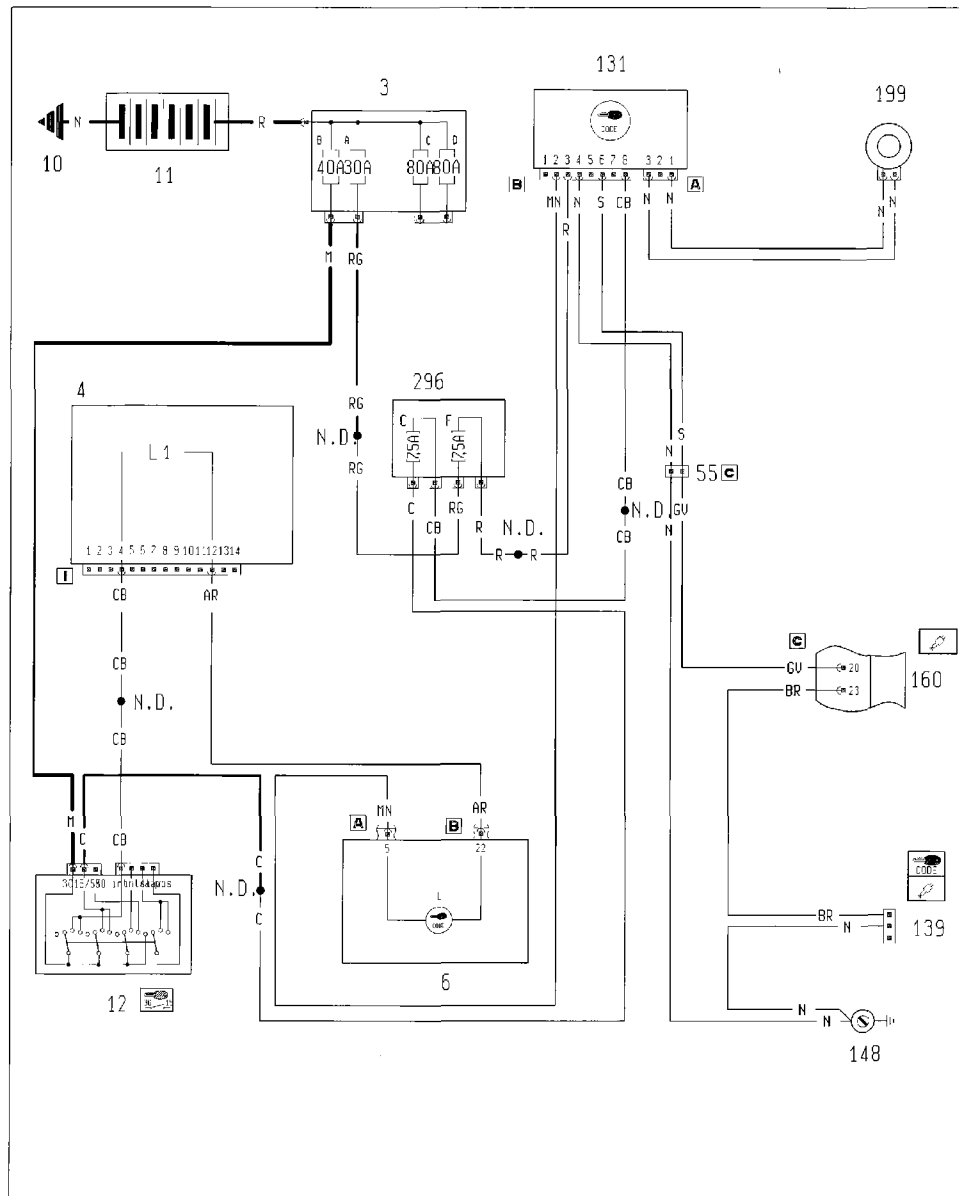 131
3
199
CODE
10
N
11
R
B
A
C
D
40A
30A
80A
80A
1 2 3 4 5 6 7 8
3 2 1
B
A
MN
R
N
S
CB
N
N
N
N
M
RG
4
296
RG
N.D.
RG
C
F
7,5A
7,5A
L1
S
N
55 C
C
CB
RG
R
N.D.
R
R
CB
N.D.
CB
GV
N
1 2 3 4 5 6 7 8 9 10 11 12 13 14
I
CB
AR
CB
N.D.
CB
C
GV
20
BR
23
160
MN
AR
A
B
5
22
M
C
CB
C
N.D.
C
L
CODE
CODE
BR
N
139
12
6
N
N
148